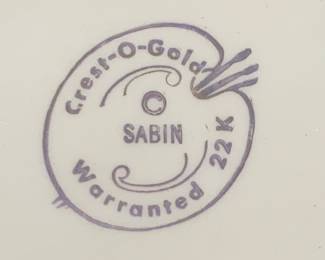 Crest-O-Gold
©
SABIN
Warranted 22 K